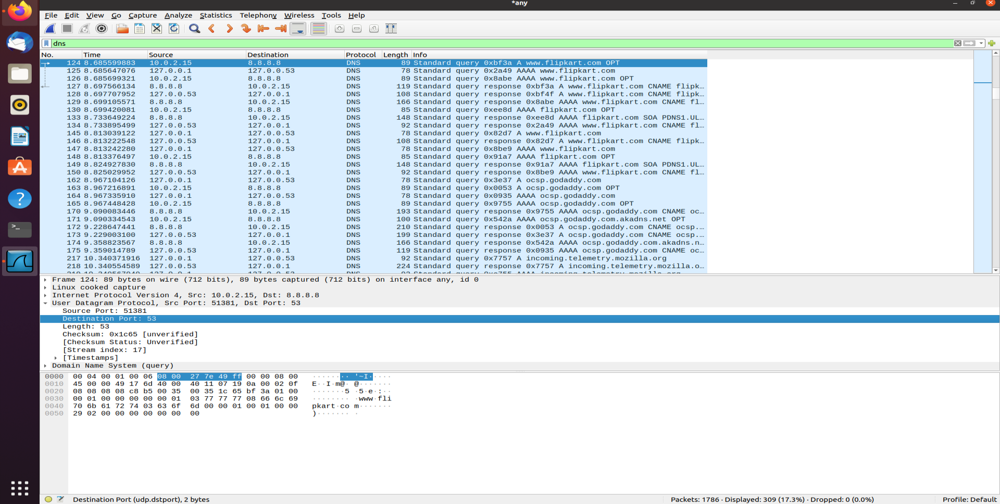 *any
File Edit View Go Capture Analyze Statistics Telephony Wireless Tools Help
dns
No. Time Source Destination Protocol Length Info
124 8.685599883 10.0.2.15 8.8.8.8 DNS 89 Standard query 0xbf3a A www.flipkart.com OPT
125 8.685647076 127.0.0.1 127.0.0.53 DNS 78 Standard query 0x2a49 AAAA www.flipkart.com
126 8.685699321 10.0.2.15 8.8.8.8 DNS 89 Standard query 0x8abe AAAA www.flipkart.com OPT
127 8.697566134 8.8.8.8 10.0.2.15 DNS 119 Standard query response 0xbf3a A www.flipkart.com CNAME flipk…
128 8.697707952 127.0.0.53 127.0.0.1 DNS 108 Standard query response 0xbf4f A www.flipkart.com CNAME flipk…
129 8.699105571 8.8.8.8 10.0.2.15 DNS 166 Standard query response 0x8abe AAAA www.flipkart.com CNAME fl…
130 8.699420081 10.0.2.15 8.8.8.8 DNS 85 Standard query 0xee8d AAAA flipkart.com OPT
133 8.733649224 8.8.8.8 10.0.2.15 DNS 148 Standard query response 0xee8d AAAA flipkart.com SOA PDNS1.UL…
134 8.733895499 127.0.0.53 127.0.0.1 DNS 92 Standard query response 0x2a49 AAAA www.flipkart.com CNAME fl…
145 8.813039122 127.0.0.1 127.0.0.53 DNS 78 Standard query 0x82d7 A www.flipkart.com
146 8.813222548 127.0.0.53 127.0.0.1 DNS 108 Standard query response 0x82d7 A www.flipkart.com CNAME flipk…
147 8.813242280 127.0.0.1 127.0.0.53 DNS 78 Standard query 0x8be9 AAAA www.flipkart.com
148 8.813376497 10.0.2.15 8.8.8.8 DNS 85 Standard query 0x91a7 AAAA flipkart.com OPT
149 8.824927830 8.8.8.8 10.0.2.15 DNS 148 Standard query response 0x91a7 AAAA flipkart.com SOA PDNS1.UL…
150 8.825029952 127.0.0.53 127.0.0.1 DNS 92 Standard query response 0x8be9 AAAA www.flipkart.com CNAME fl…
162 8.967104126 127.0.0.1 127.0.0.53 DNS 78 Standard query 0x3e37 A ocsp.godaddy.com
163 8.967216891 10.0.2.15 8.8.8.8 DNS 89 Standard query 0x0053 A ocsp.godaddy.com OPT
164 8.967335910 127.0.0.1 127.0.0.53 DNS 78 Standard query 0x0935 AAAA ocsp.godaddy.com
165 8.967448428 10.0.2.15 8.8.8.8 DNS 89 Standard query 0x9755 AAAA ocsp.godaddy.com OPT
170 9.090083446 8.8.8.8 10.0.2.15 DNS 193 Standard query response 0x9755 AAAA ocsp.godaddy.com CNAME oc…
171 9.090334543 10.0.2.15 8.8.8.8 DNS 100 Standard query 0x542a AAAA ocsp.godaddy.com.akadns.net OPT
172 9.228647441 8.8.8.8 10.0.2.15 DNS 210 Standard query response 0x0053 A ocsp.godaddy.com CNAME ocsp.…
173 9.229003100 127.0.0.53 127.0.0.1 DNS 199 Standard query response 0x3e37 A ocsp.godaddy.com CNAME ocsp.…
174 9.358823567 8.8.8.8 10.0.2.15 DNS 166 Standard query response 0x542a AAAA ocsp.godaddy.com.akadns.n…
175 9.359014789 127.0.0.53 127.0.0.1 DNS 119 Standard query response 0x0935 AAAA ocsp.godaddy.com CNAME oc…
217 10.340371916 127.0.0.1 127.0.0.53 DNS 92 Standard query 0x7757 A incoming.telemetry.mozilla.org
218 10.340554589 127.0.0.53 127.0.0.1 DNS 224 Standard query response 0x7757 A incoming.telemetry.mozilla.o…
Frame 124: 89 bytes on wire (712 bits), 89 bytes captured (712 bits) on interface any, id 0
Linux cooked capture
Internet Protocol Version 4, Src: 10.0.2.15, Dst: 8.8.8.8
User Datagram Protocol, Src Port: 51381, Dst Port: 53
Source Port: 51381
Destination Port: 53
Length: 53
Checksum: 0x1c65 [unverified]
[Checksum Status: Unverified]
[Stream index: 17]
[Timestamps]
Domain Name System (query)
0000 00 04 00 01 00 06 08 00 27 7e 49 ff 00 00 08 00 ········ '~I·····
0010 45 00 00 49 17 6d 40 00 40 11 07 19 0a 00 02 0f E··I·m@· @·······
0020 08 08 08 08 c8 b5 00 35 00 35 1c 65 bf 3a 01 00 ·······5 ·5·e·:··
0030 00 01 00 00 00 00 00 01 03 77 77 77 08 66 6c 69 ········ ·www·fli
0040 70 6b 61 72 74 03 63 6f 6d 00 00 01 00 01 00 00 pkart·co m·······
0050 29 02 00 00 00 00 00 00 00 )······· ·
Destination Port (udp.dstport), 2 bytes
Packets: 1786 · Displayed: 309 (17.3%) · Dropped: 0 (0.0%)
Profile: Default